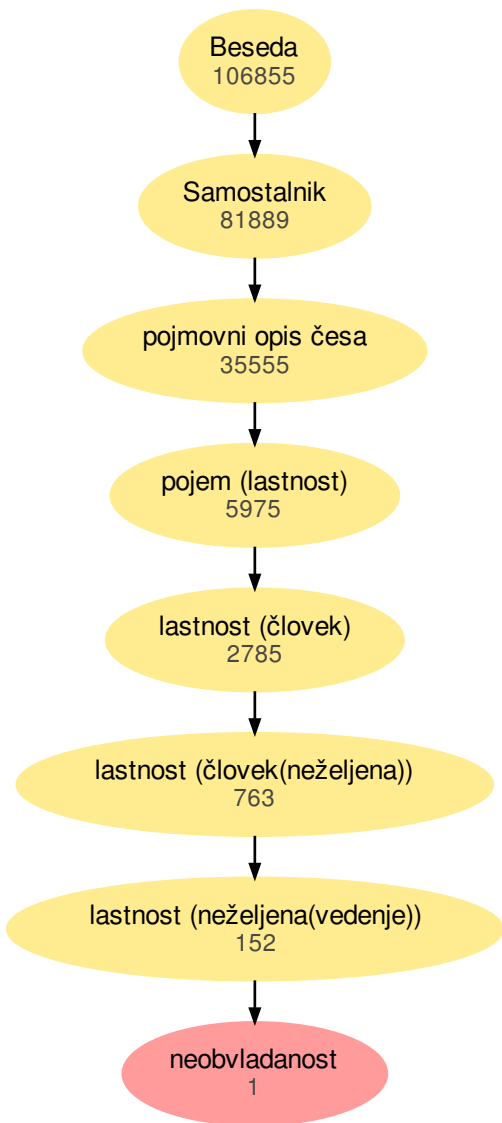 Beseda
106855
Samostalnik
81889
pojmovni opis česa
35555
pojem (lastnost)
5975
lastnost (človek)
2785
lastnost (človek(neželjena))
763
lastnost (neželjena(vedenje))
152
neobvladanost
1